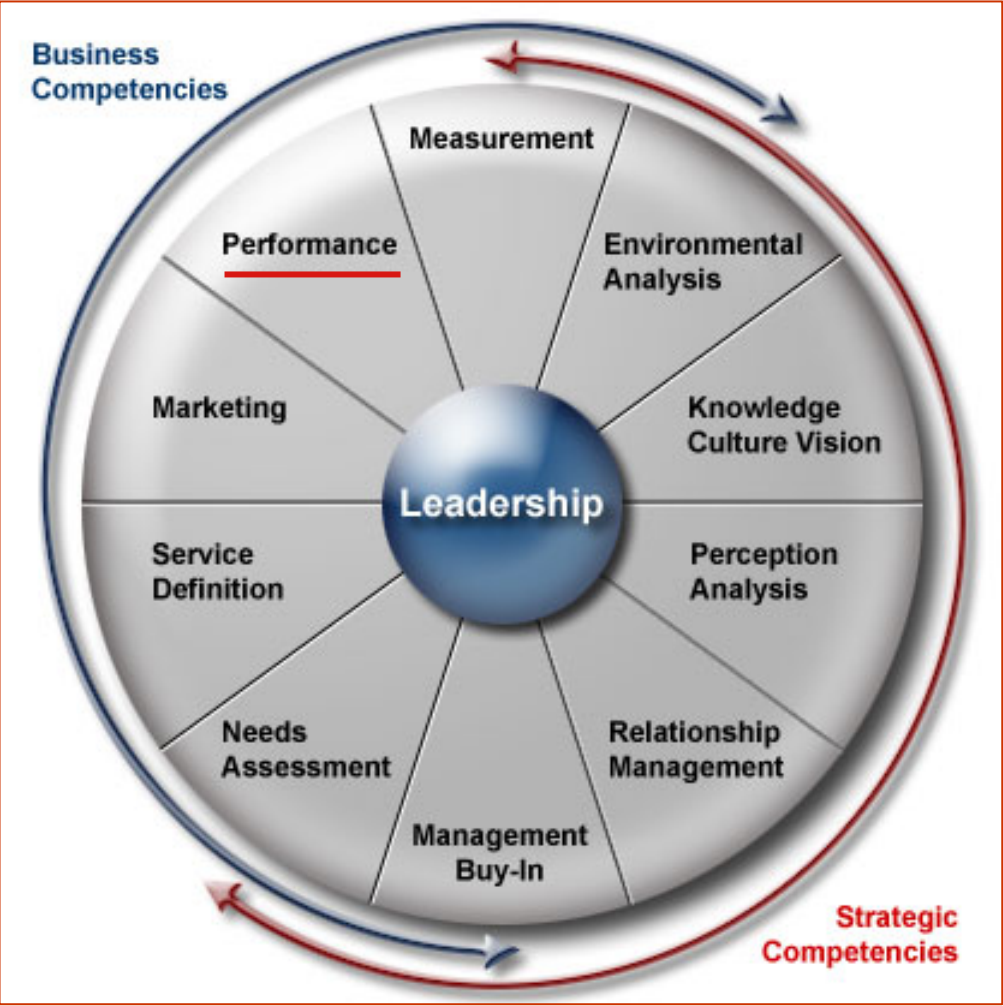 Business
Competencies
Measurement
Performance
Environmental
Analysis
Marketing
Knowledge
Culture Vision
Leadership
Service
Definition
Perception
Analysis
Needs
Assessment
Relationship
Management
Management
Buy-In
Strategic
Competencies